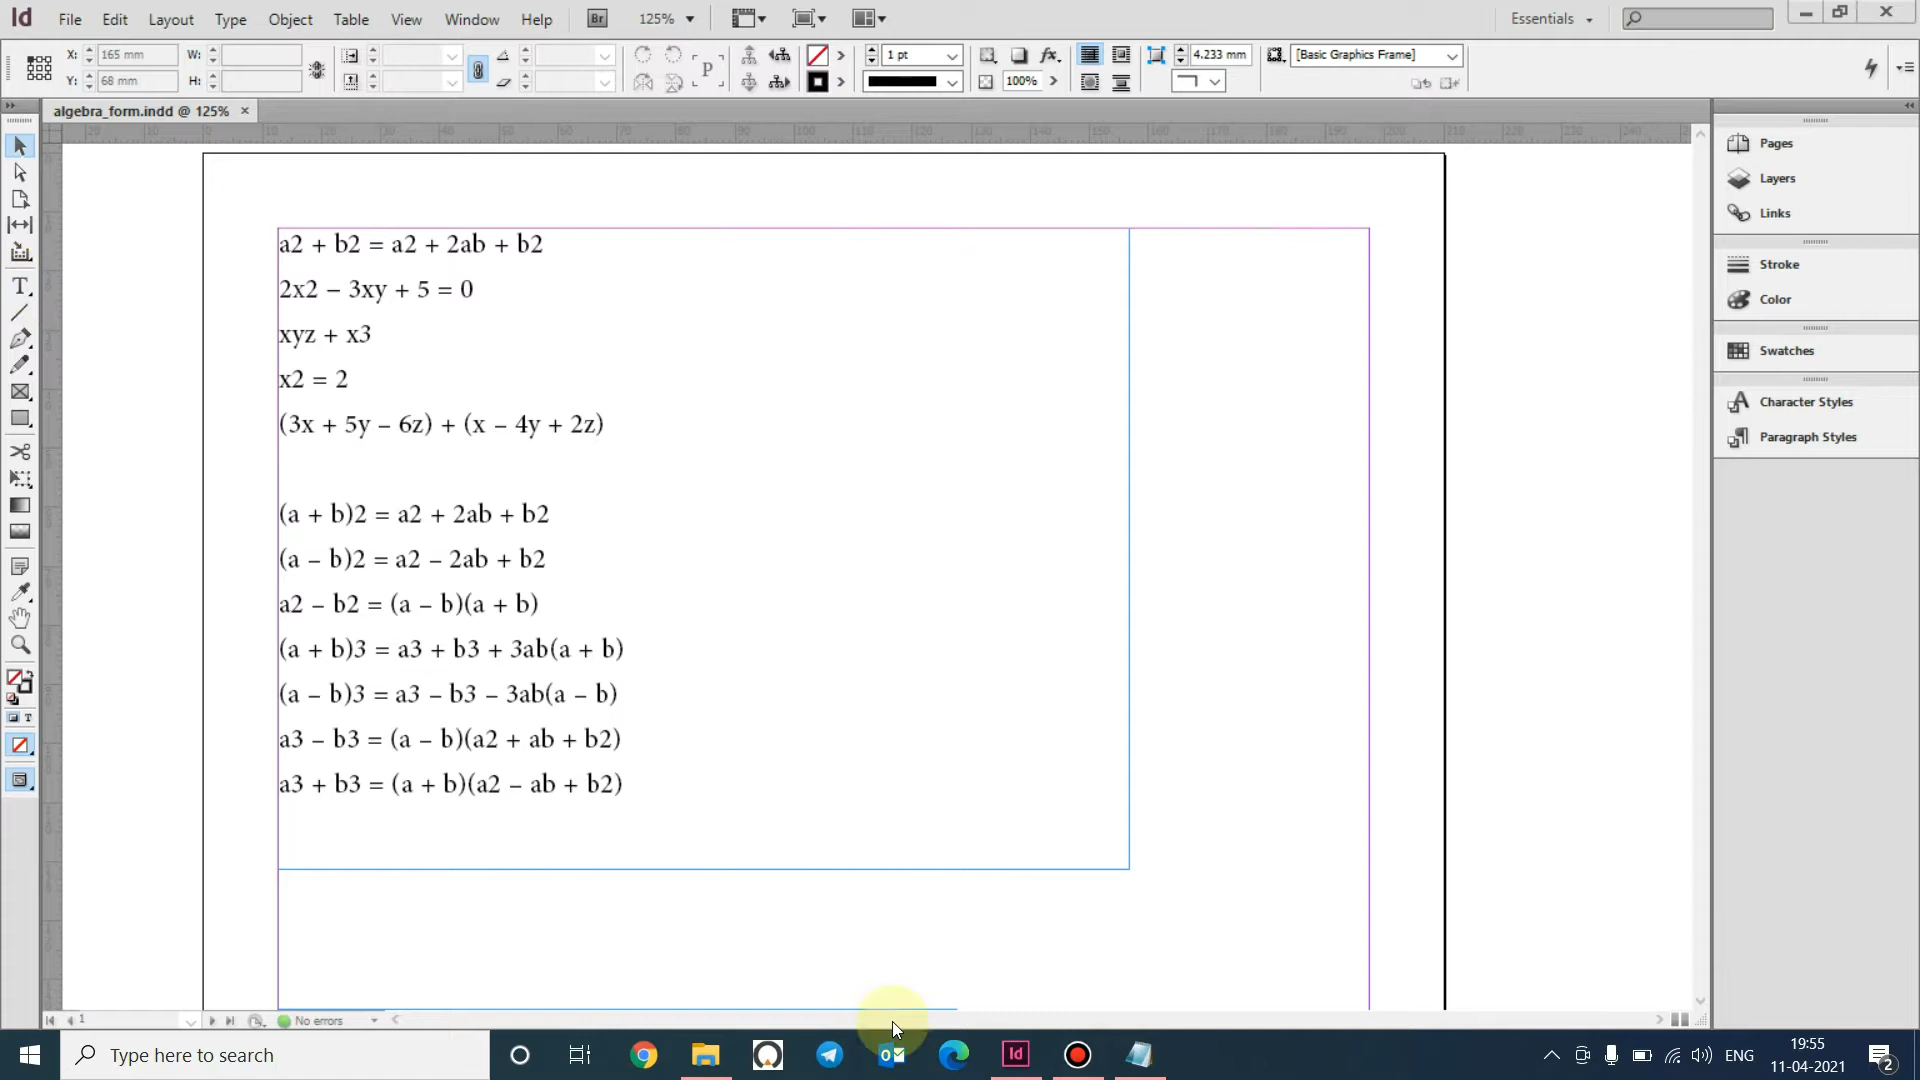 Id File Edit Layout Type Object Table View Window Help Br 125% Essentials
X: 165 mm W: 1 pt fx 4.233 mm [Basic Graphics Frame]
Y: 68 mm H: P 100%
algebra_form.indd @ 125% ×
Pages
Layers
Links
Stroke
Color
Swatches
Character Styles
Paragraph Styles
a2 + b2 = a2 + 2ab + b2
2x2 – 3xy + 5 = 0
xyz + x3
x2 = 2
(3x + 5y – 6z) + (x – 4y + 2z)
(a + b)2 = a2 + 2ab + b2
(a – b)2 = a2 – 2ab + b2
a2 – b2 = (a – b)(a + b)
(a + b)3 = a3 + b3 + 3ab(a + b)
(a – b)3 = a3 – b3 – 3ab(a – b)
a3 – b3 = (a – b)(a2 + ab + b2)
a3 + b3 = (a + b)(a2 – ab + b2)
1 No errors
Type here to search
ENG
19:55
11-04-2021
2